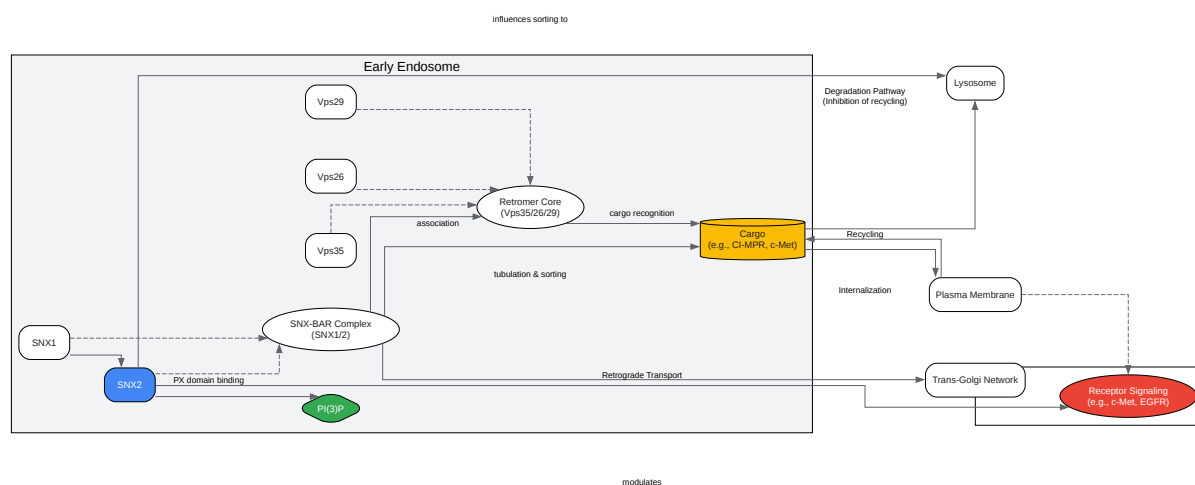 influences sorting to
Early Endosome
Lysosome
Degradation Pathway
(Inhibition of recycling)
Vps29
Vps26
Retromer Core
(Vps35/26/29)
cargo recognition
association
Vps35
Cargo
(e.g., CI-MPR, c-Met)
Recycling
tubulation & sorting
Internalization
Plasma Membrane
SNX-BAR Complex
(SNX1/2)
SNX1
SNX2
PX domain binding
Retrograde Transport
Trans-Golgi Network
PI(3)P
Receptor Signaling
(e.g., c-Met, EGFR)
modulates